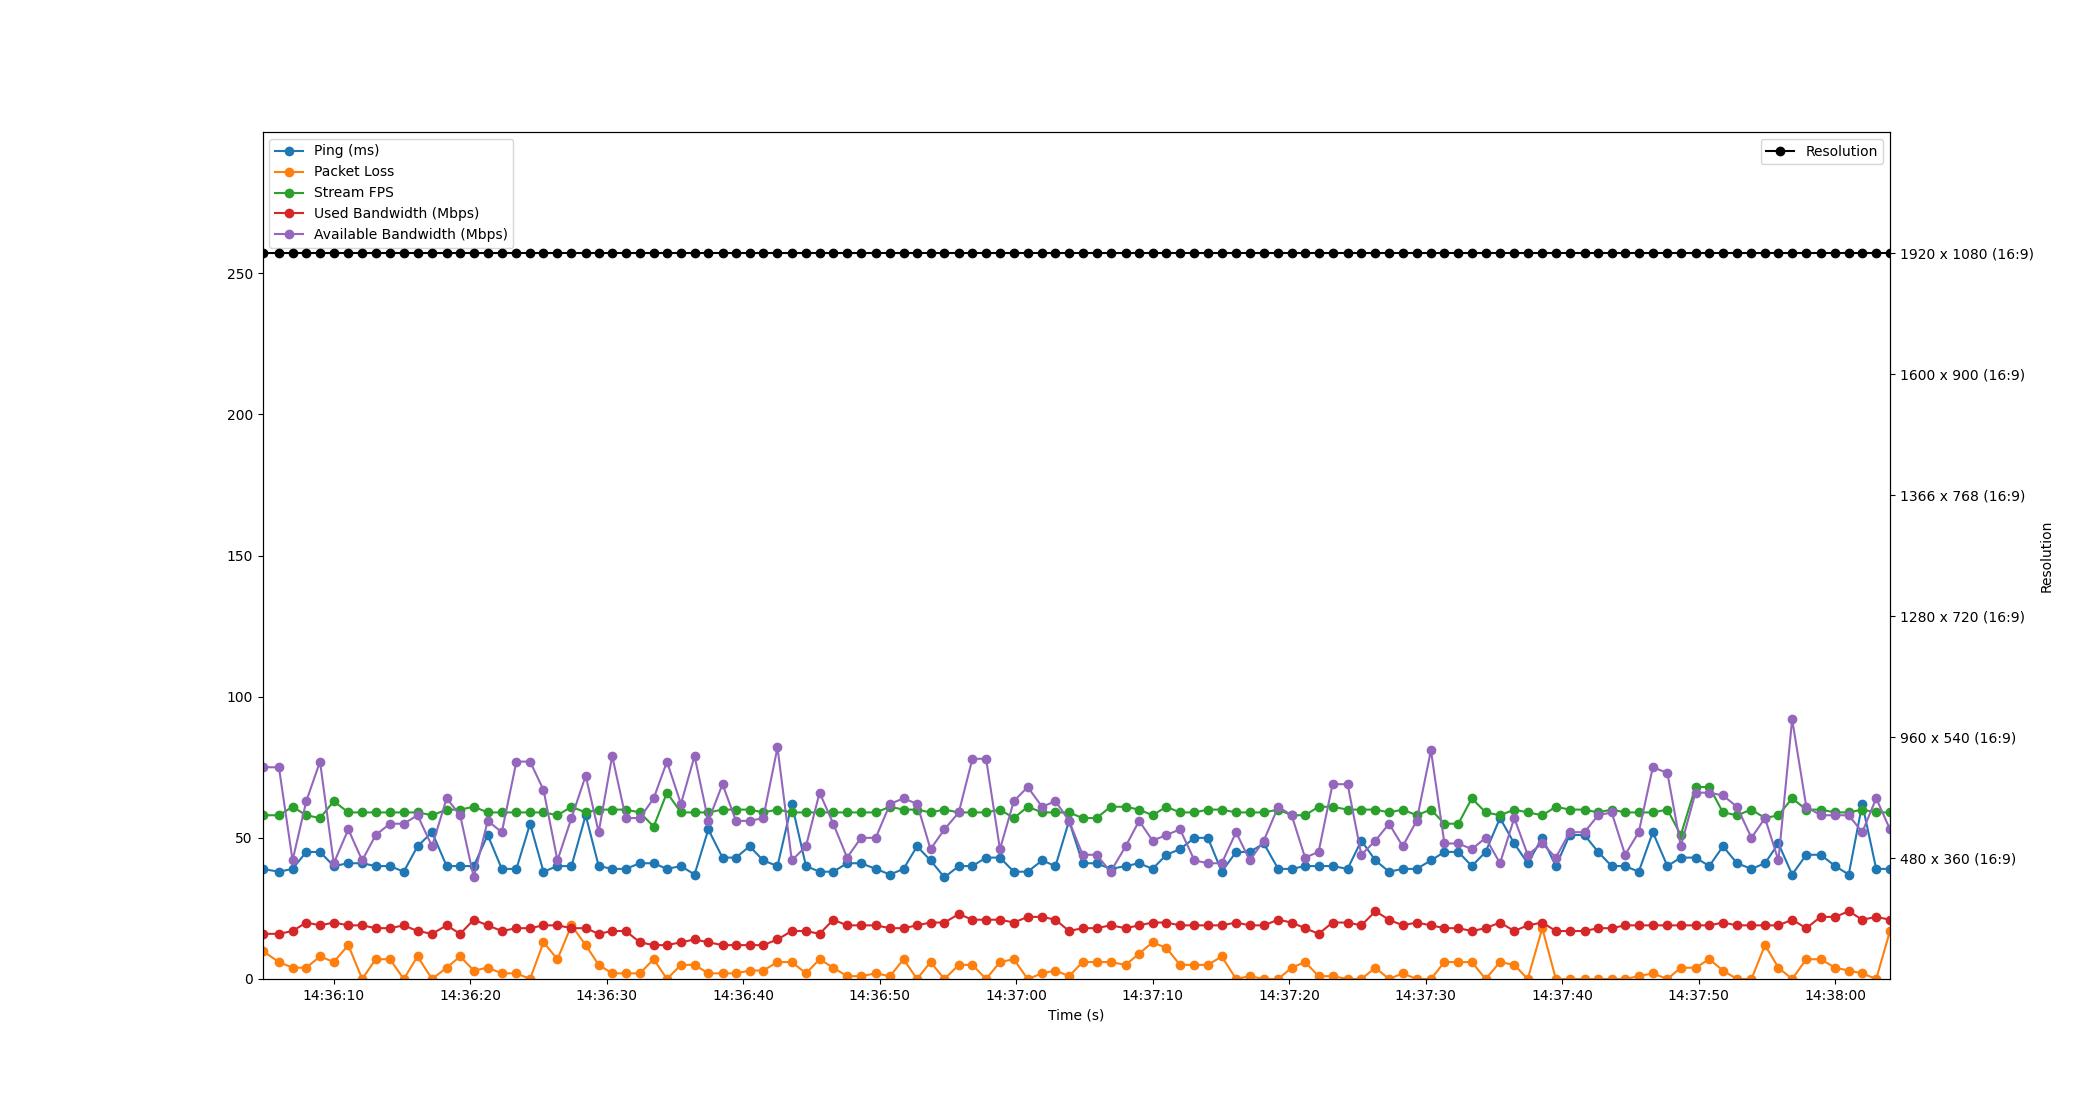 Ping (ms)
Packet Loss
Stream FPS
Used Bandwidth (Mbps)
Available Bandwidth (Mbps)
Resolution
250
200
150
100
50
0
1920 x 1080 (16:9)
1600 x 900 (16:9)
1366 x 768 (16:9)
1280 x 720 (16:9)
960 x 540 (16:9)
480 x 360 (16:9)
Resolution
14:36:10 14:36:20 14:36:30 14:36:40 14:36:50 14:37:00 14:37:10 14:37:20 14:37:30 14:37:40 14:37:50 14:38:00
Time (s)